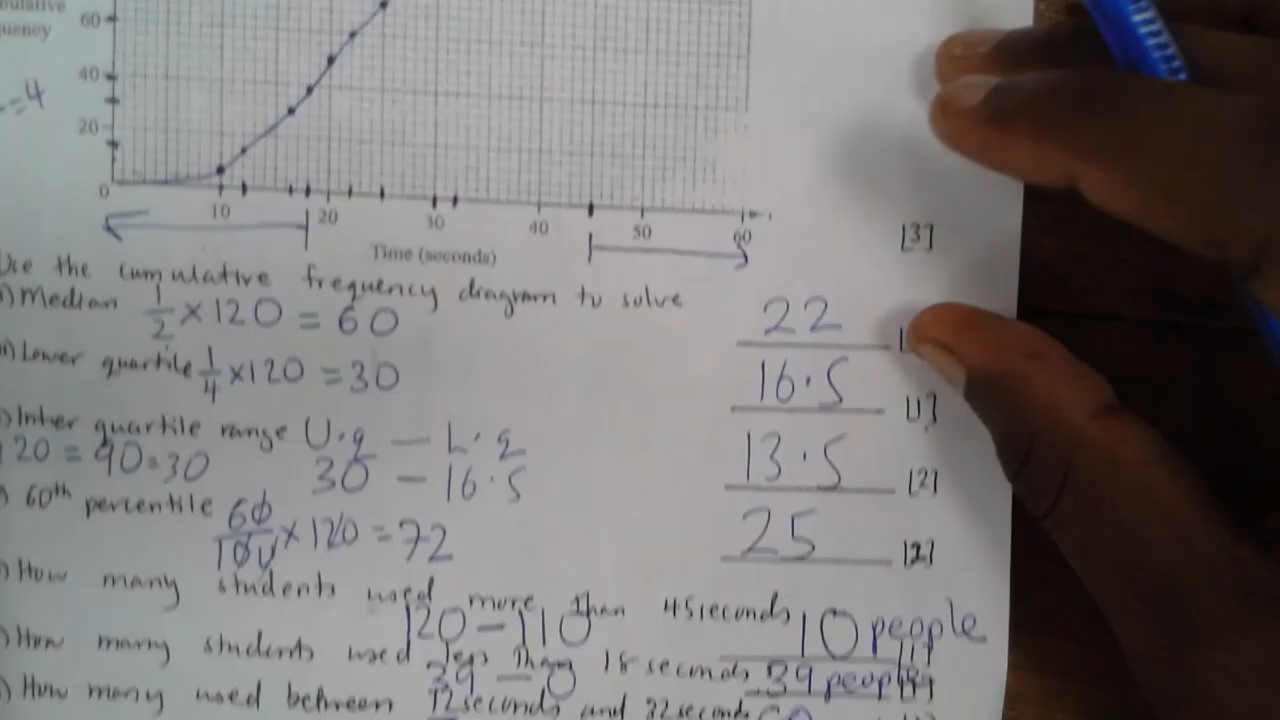 60
uency
40
=4
20
0
10 20 30 40 50 60
[3]
Time (seconds)
Use the cumulative frequency diagram to solve
Median 1/2 × 120 = 60 22
Lower quartile 1/4 × 120 = 30 16.5 [1]
Inter quartile range U.q – L.q
120 = 90 = 30 30 – 16.5 13.5 [2]
60th percentile 60/100 × 120 = 72 25 [2]
How many students used more than 45 seconds 10 people
120 – 110
How many students used less than 18 seconds 39 people
39 – 0
How many used between 12 seconds and 32 seconds